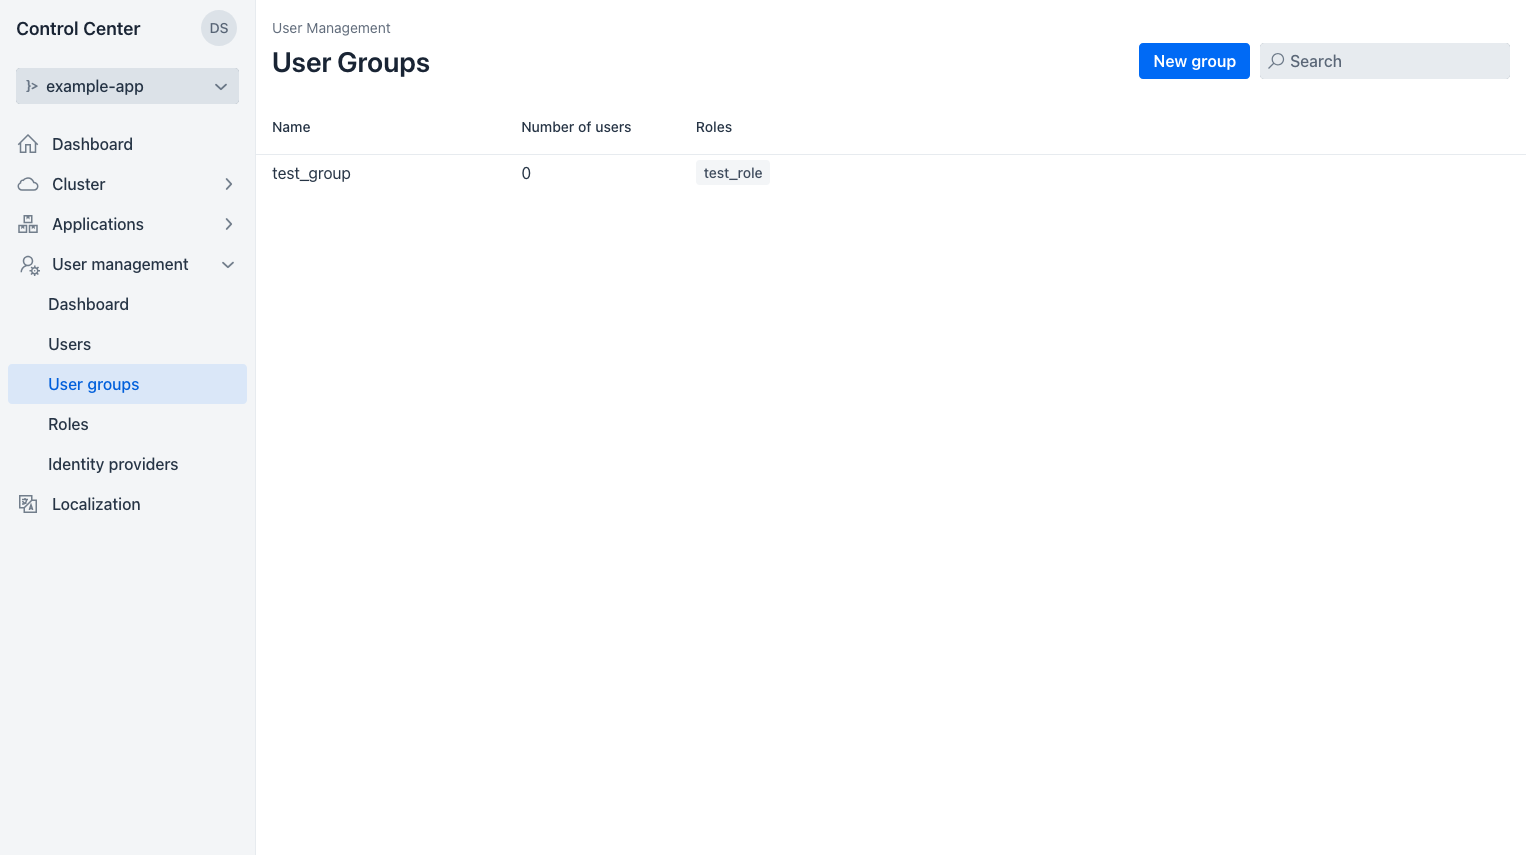 Control Center
DS
example-app
Dashboard
Cluster
Applications
User management
Dashboard
Users
User groups
Roles
Identity providers
Localization
User Management
User Groups
New group
Search
Name Number of users Roles
test_group 0 test_role